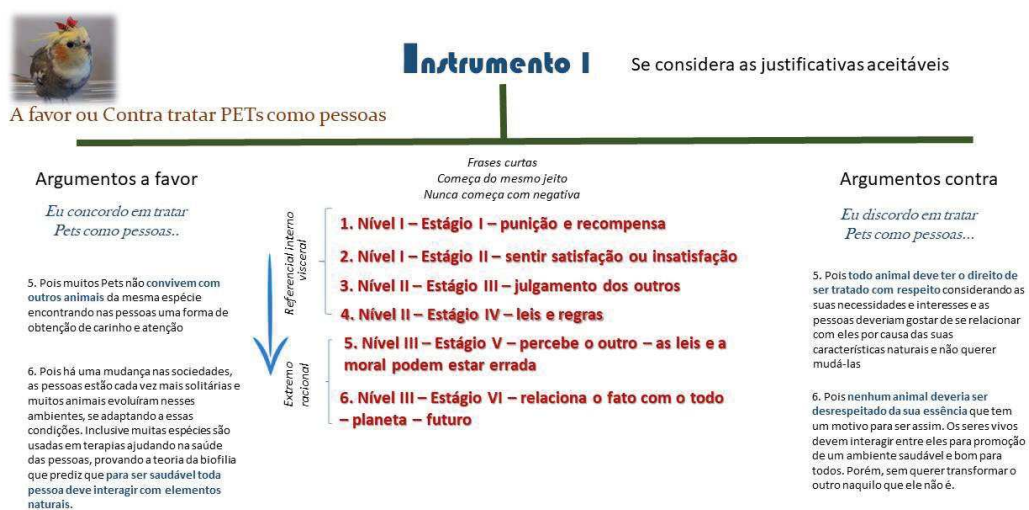 Instrumento I
Se considera as justificativas aceitáveis
A favor ou Contra tratar PETs como pessoas
Argumentos a favor
Eu concordo em tratar
Pets como pessoas..
5. Pois muitos Pets não convivem com
outros animais da mesma espécie
encontrando nas pessoas uma forma de
obtenção de carinho e atenção
6. Pois há uma mudança nas sociedades,
as pessoas estão cada vez mais solitárias e
muitos animais evoluíram nesses
ambientes, se adaptando a essas
condições. Inclusive muitas espécies são
usadas em terapias ajudando na saúde
das pessoas, provando a teoria da biofilia
que prediz que para ser saudável toda
pessoa deve interagir com elementos
naturais.
Frases curtas
Começa do mesmo jeito
Nunca começa com negativa
Referencial interno
visceral
1. Nível I – Estágio I – punição e recompensa
2. Nível I – Estágio II – sentir satisfação ou insatisfação
3. Nível II – Estágio III – julgamento dos outros
4. Nível II – Estágio IV – leis e regras
Extremo
racional
5. Nível III – Estágio V – percebe o outro – as leis e a
moral podem estar errada
6. Nível III – Estágio VI – relaciona o fato com o todo
– planeta – futuro
Argumentos contra
Eu discordo em tratar
Pets como pessoas...
5. Pois todo animal deve ter o direito de
ser tratado com respeito considerando as
suas necessidades e interesses e as
pessoas deveriam gostar de se relacionar
com eles por causa das suas
características naturais e não querer
mudá-las
6. Pois nenhum animal deveria ser
desrespeitado da sua essência que tem
um motivo para ser assim. Os seres vivos
devem interagir entre eles para promoção
de um ambiente saudável e bom para
todos. Porém, sem querer transformar o
outro naquilo que ele não é.